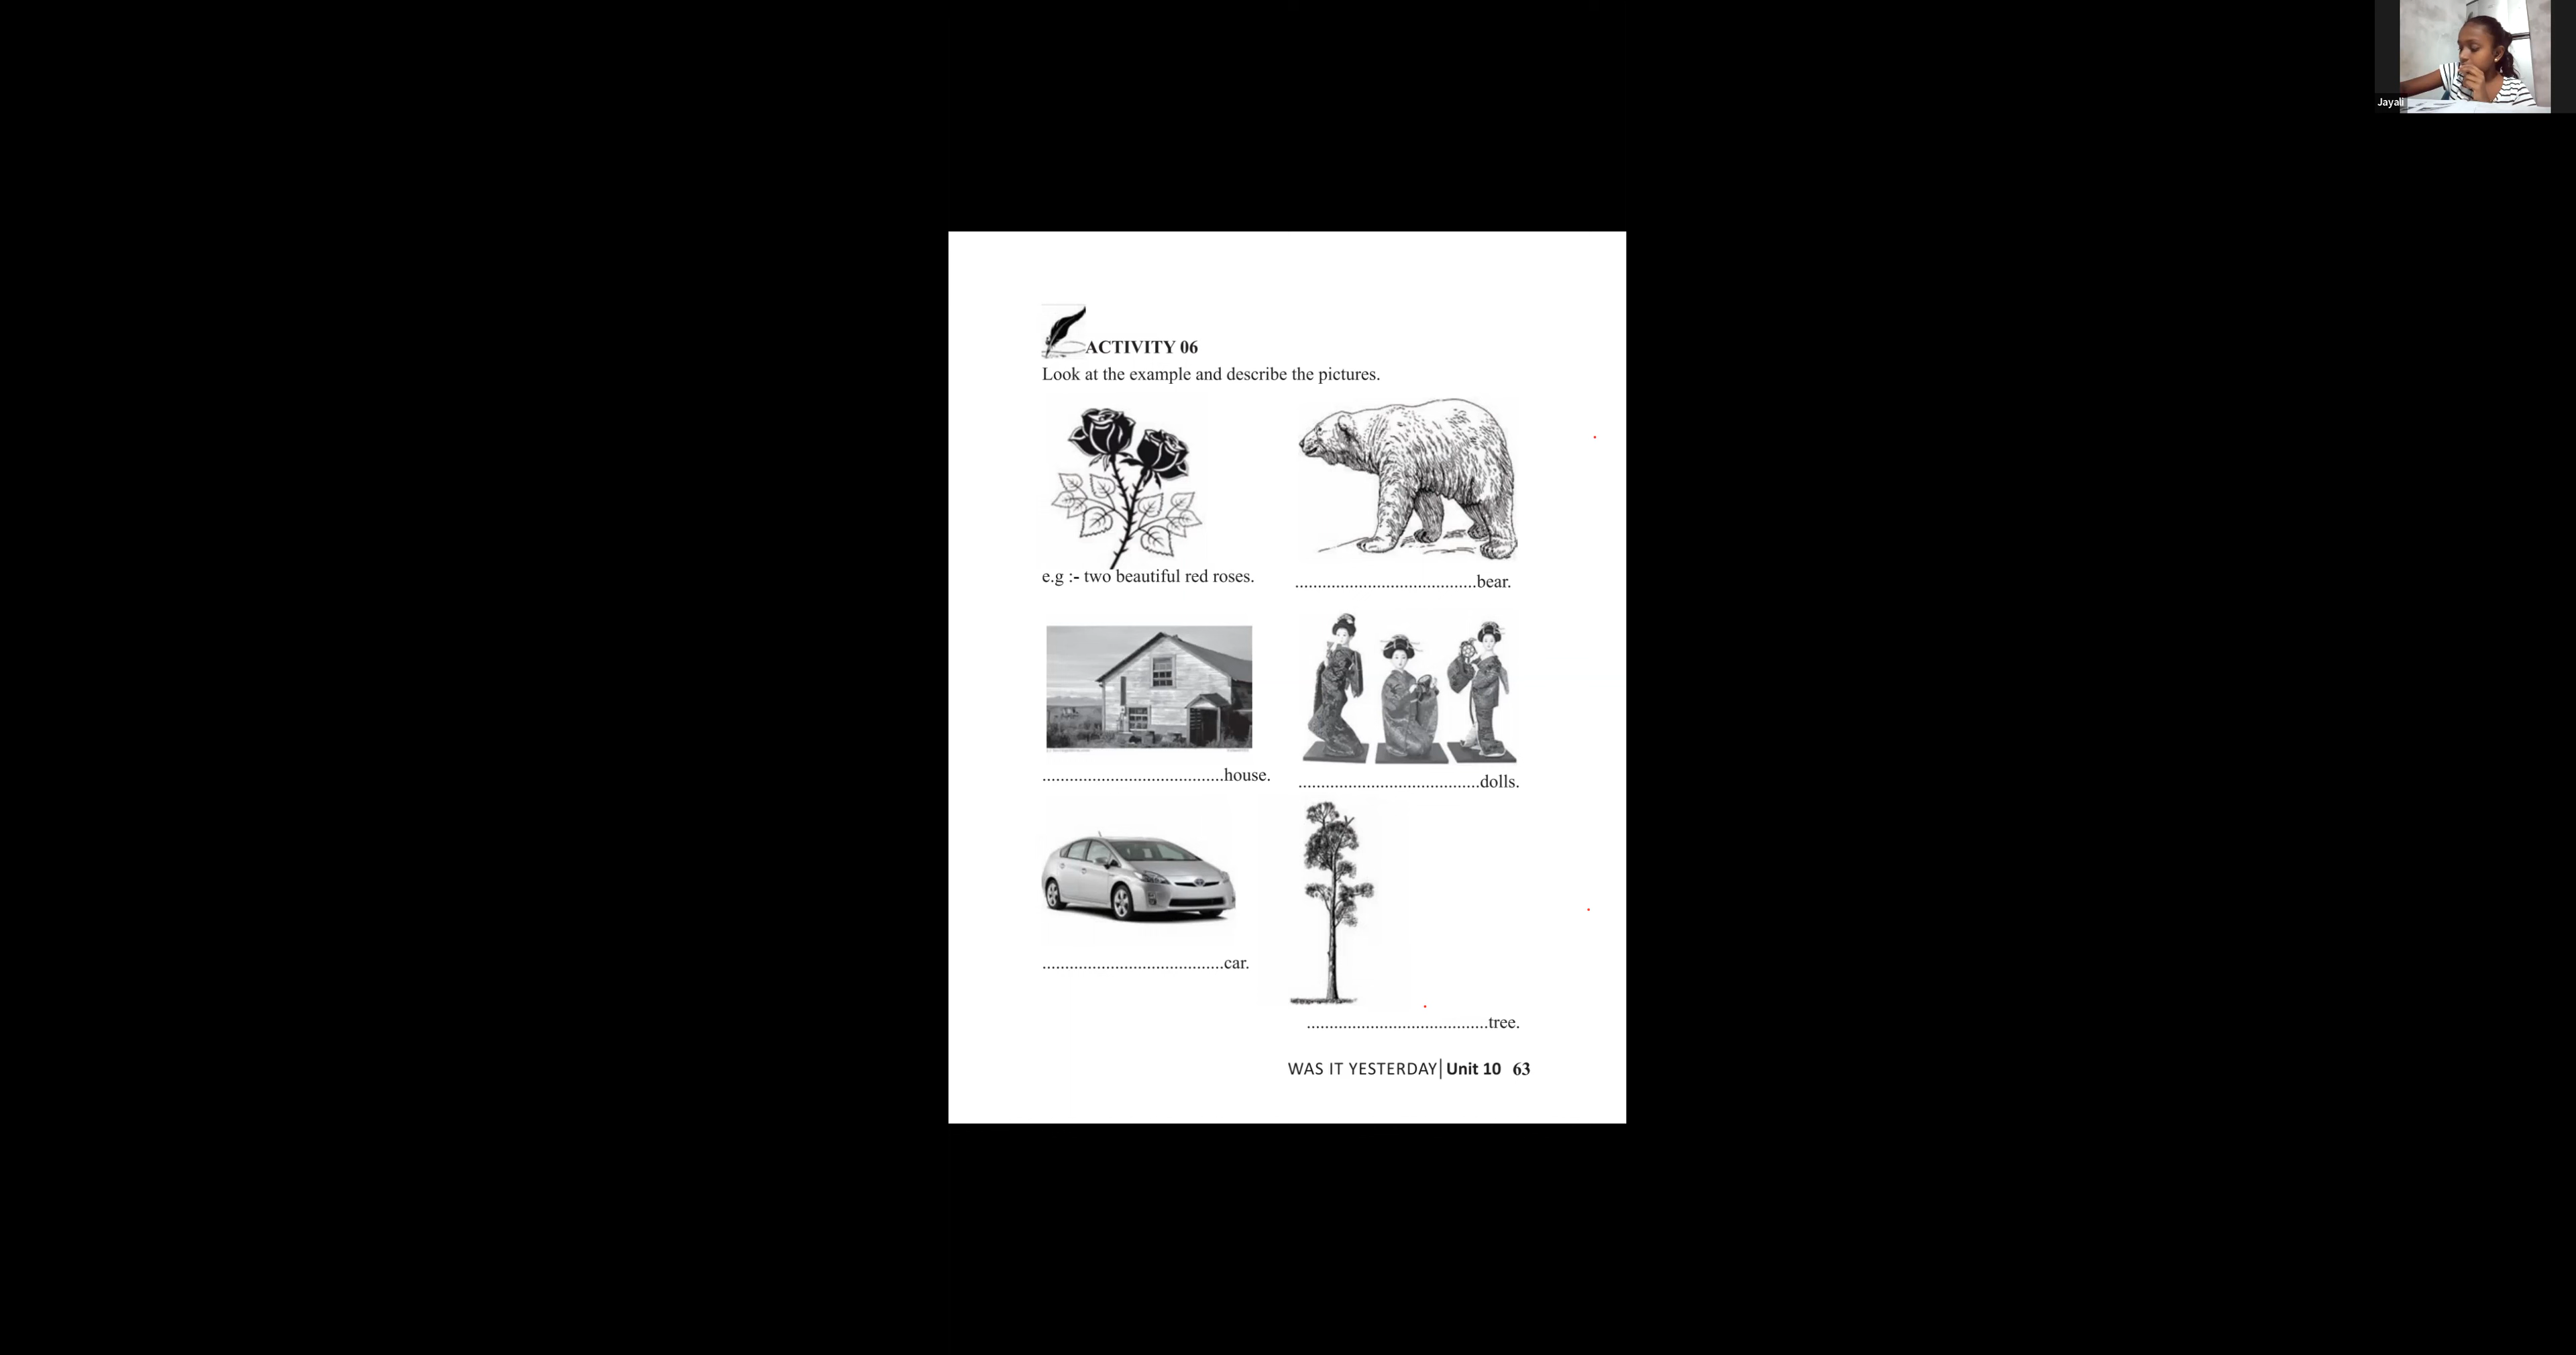 Jayali
ACTIVITY 06
Look at the example and describe the pictures.
e.g :- two beautiful red roses.
........................................bear.
........................................house.
........................................dolls.
........................................car.
........................................tree.
WAS IT YESTERDAY| Unit 10 63